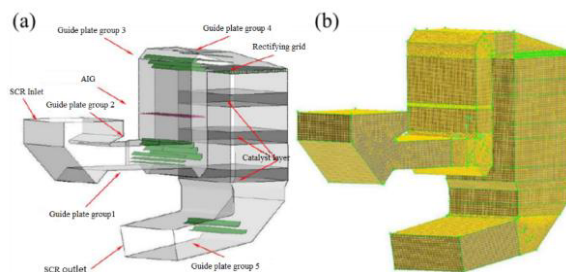 (a)
(b)
Guide plate group 4
Guide plate group 3
Rectifying grid
AIG
SCR Inlet
Guide plate group 2
Catalyst layer
Guide plate group1
Guide plate group 5
SCR outlet